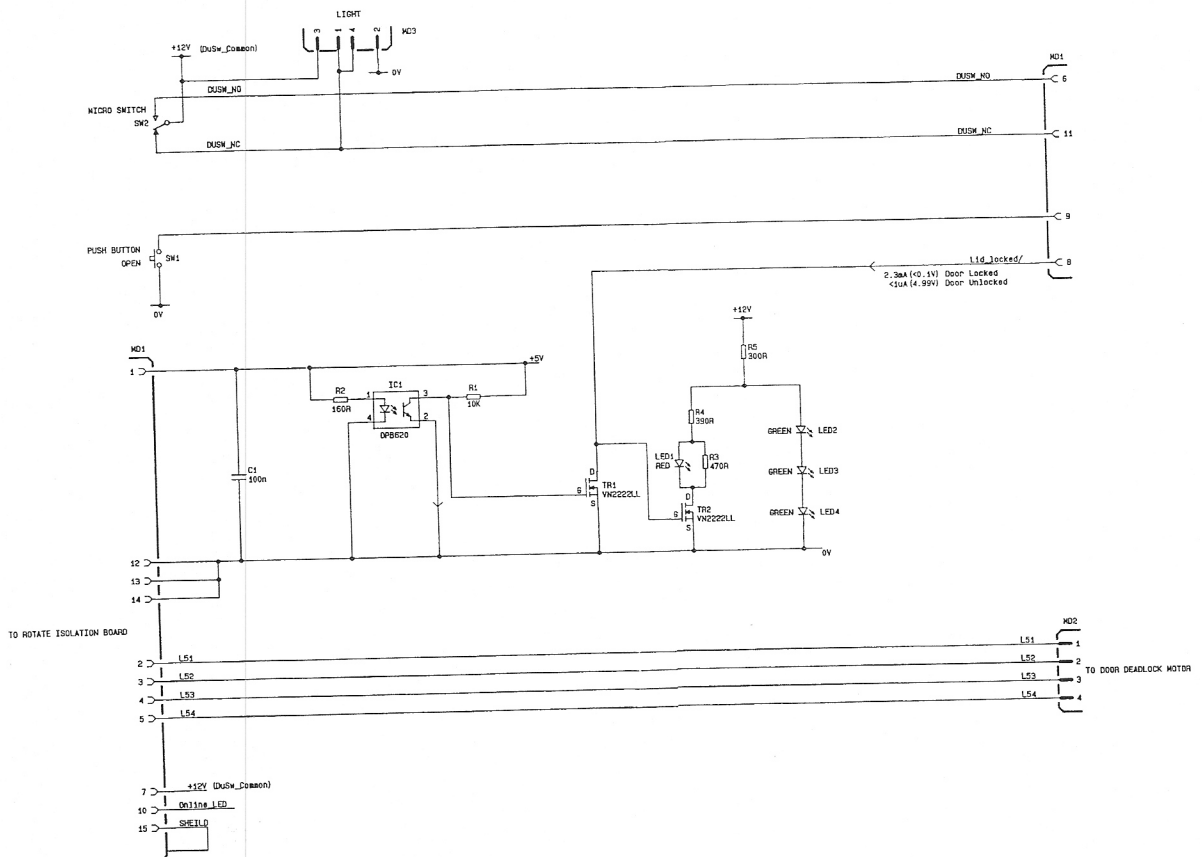 LIGHT
3 1 4 2 MD3
+12V (DuSw_Common)
0V
MD1
DUSW_NO
DUSW_NO 6
MICRO SWITCH
SW2
DUSW_NC
DUSW_NC 11
9
PUSH BUTTON
OPEN
SW1
0V
Lid_locked/ 8
2.3mA(<0.1V) Door Locked
<1uA(4.99V) Door Unlocked
+12V
R5
300R
MD1
1
+5V
IC1
R2
160R
1 3
4 2
OPB620
R1
10K
R4
390R
LED1
RED
R3
470R
GREEN LED2
GREEN LED3
GREEN LED4
C1
100n
D
G
S
TR1
VN2222LL
D
G
S
TR2
VN2222LL
0V
12
13
14
TO ROTATE ISOLATION BOARD
MD2
2 L51 L51 1
3 L52 L52 2
4 L53 L53 3
5 L54 L54 4
TO DOOR DEADLOCK MOTOR
7 +12V (DuSw_Common)
10 Online LED
15 SHEILD